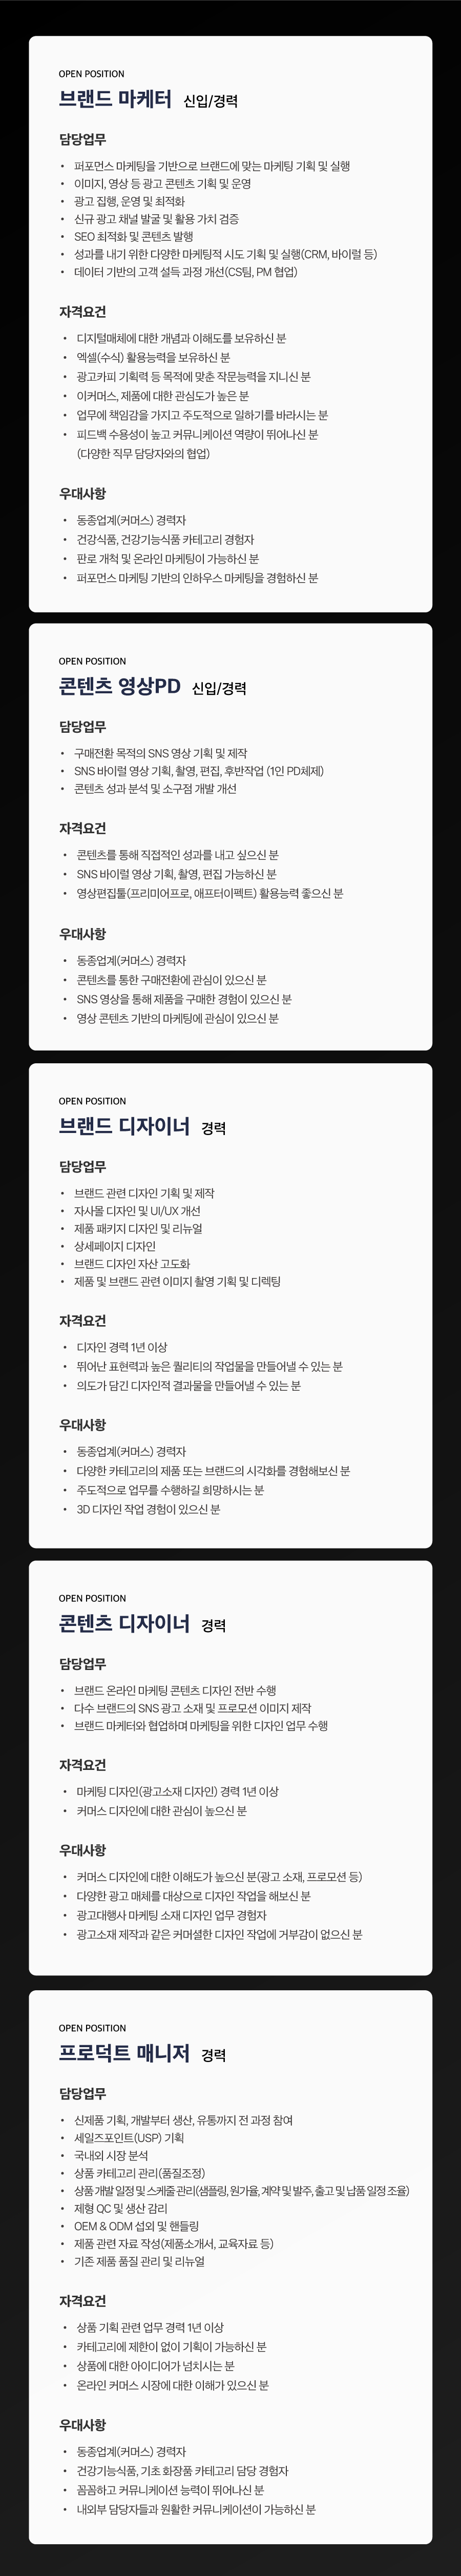 OPEN POSITION
브랜드 마케터 신입/경력
담당업무
• 퍼포먼스 마케팅을 기반으로 브랜드에 맞는 마케팅 기획 및 실행
• 이미지, 영상 등 광고 콘텐츠 기획 및 운영
• 광고 집행, 운영 및 최적화
• 신규 광고 채널 발굴 및 활용 가치 검증
• SEO 최적화 및 콘텐츠 발행
• 성과를 내기 위한 다양한 마케팅적 시도 기획 및 실행(CRM, 바이럴 등)
• 데이터 기반의 고객 설득 과정 개선(CS팀, PM 협업)
자격요건
• 디지털매체에 대한 개념과 이해도를 보유하신 분
• 엑셀(수식) 활용능력을 보유하신 분
• 광고카피 기획력 등 목적에 맞춘 작문능력을 지니신 분
• 이커머스, 제품에 대한 관심도가 높은 분
• 업무에 책임감을 가지고 주도적으로 일하기를 바라시는 분
• 피드백 수용성이 높고 커뮤니케이션 역량이 뛰어나신 분
(다양한 직무 담당자와의 협업)
우대사항
• 동종업계(커머스) 경력자
• 건강식품, 건강기능식품 카테고리 경험자
• 판로 개척 및 온라인 마케팅이 가능하신 분
• 퍼포먼스 마케팅 기반의 인하우스 마케팅을 경험하신 분
OPEN POSITION
콘텐츠 영상PD 신입/경력
담당업무
• 구매전환 목적의 SNS 영상 기획 및 제작
• SNS 바이럴 영상 기획, 촬영, 편집, 후반작업 (1인 PD체제)
• 콘텐츠 성과 분석 및 소구점 개발 개선
자격요건
• 콘텐츠를 통해 직접적인 성과를 내고 싶으신 분
• SNS 바이럴 영상 기획, 촬영, 편집 가능하신 분
• 영상편집툴(프리미어프로, 애프터이펙트) 활용능력 좋으신 분
우대사항
• 동종업계(커머스) 경력자
• 콘텐츠를 통한 구매전환에 관심이 있으신 분
• SNS 영상을 통해 제품을 구매한 경험이 있으신 분
• 영상 콘텐츠 기반의 마케팅에 관심이 있으신 분
OPEN POSITION
브랜드 디자이너 경력
담당업무
• 브랜드 관련 디자인 기획 및 제작
• 자사몰 디자인 및 UI/UX 개선
• 제품 패키지 디자인 및 리뉴얼
• 상세페이지 디자인
• 브랜드 디자인 자산 고도화
• 제품 및 브랜드 관련 이미지 촬영 기획 및 디렉팅
자격요건
• 디자인 경력 1년 이상
• 뛰어난 표현력과 높은 퀄리티의 작업물을 만들어낼 수 있는 분
• 의도가 담긴 디자인적 결과물을 만들어낼 수 있는 분
우대사항
• 동종업계(커머스) 경력자
• 다양한 카테고리의 제품 또는 브랜드의 시각화를 경험해보신 분
• 주도적으로 업무를 수행하길 희망하시는 분
• 3D 디자인 작업 경험이 있으신 분
OPEN POSITION
콘텐츠 디자이너 경력
담당업무
• 브랜드 온라인 마케팅 콘텐츠 디자인 전반 수행
• 다수 브랜드의 SNS 광고 소재 및 프로모션 이미지 제작
• 브랜드 마케터와 협업하며 마케팅을 위한 디자인 업무 수행
자격요건
• 마케팅 디자인(광고소재 디자인) 경력 1년 이상
• 커머스 디자인에 대한 관심이 높으신 분
우대사항
• 커머스 디자인에 대한 이해도가 높으신 분(광고 소재, 프로모션 등)
• 다양한 광고 매체를 대상으로 디자인 작업을 해보신 분
• 광고대행사 마케팅 소재 디자인 업무 경험자
• 광고소재 제작과 같은 커머셜한 디자인 작업에 거부감이 없으신 분
OPEN POSITION
프로덕트 매니저 경력
담당업무
• 신제품 기획, 개발부터 생산, 유통까지 전 과정 참여
• 세일즈포인트(USP) 기획
• 국내외 시장 분석
• 상품 카테고리 관리(품질조정)
• 상품 개발 일정 및 스케줄 관리(샘플링, 원가율, 계약 및 발주, 출고 및 납품 일정 조율)
• 제형 QC 및 생산 감리
• OEM & ODM 섭외 및 핸들링
• 제품 관련 자료 작성(제품소개서, 교육자료 등)
• 기존 제품 품질 관리 및 리뉴얼
자격요건
• 상품 기획 관련 업무 경력 1년 이상
• 카테고리에 제한이 없이 기획이 가능하신 분
• 상품에 대한 아이디어가 넘치시는 분
• 온라인 커머스 시장에 대한 이해가 있으신 분
우대사항
• 동종업계(커머스) 경력자
• 건강기능식품, 기초 화장품 카테고리 담당 경험자
• 꼼꼼하고 커뮤니케이션 능력이 뛰어나신 분
• 내외부 담당자들과 원활한 커뮤니케이션이 가능하신 분